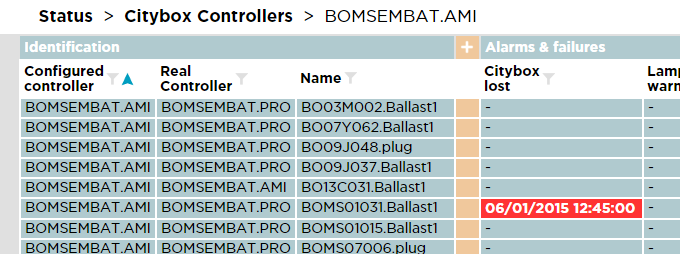 Status > Citybox Controllers > BOMSEMBAT.AMI
Identification + Alarms & failures
Configured controller Real Controller Name Citybox lost Lamp warn
BOMSEMBAT.AMI BOMSEMBAT.PRO BO03M002.Ballast1 - -
BOMSEMBAT.AMI BOMSEMBAT.PRO BO07Y062.Ballast1 - -
BOMSEMBAT.AMI BOMSEMBAT.PRO BO09J048.plug - -
BOMSEMBAT.AMI BOMSEMBAT.PRO BO09J037.Ballast1 - -
BOMSEMBAT.AMI BOMSEMBAT.AMI BO13C031.Ballast1 - -
BOMSEMBAT.AMI BOMSEMBAT.PRO BOMS01031.Ballast1 06/01/2015 12:45:00 -
BOMSEMBAT.AMI BOMSEMBAT.PRO BOMS01015.Ballast1 - -
BOMSEMBAT.AMI BOMSEMBAT.PRO BOMS07006.plug - -